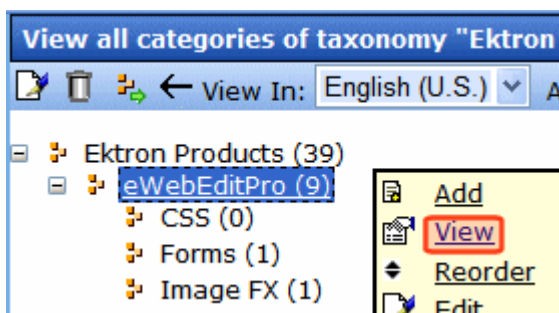 View all categories of taxonomy "Ektron
View In: English (U.S.) A
Ektron Products (39)
eWebEditPro (9)
CSS (0)
Forms (1)
Image FX (1)
Add
View
Reorder
Edit